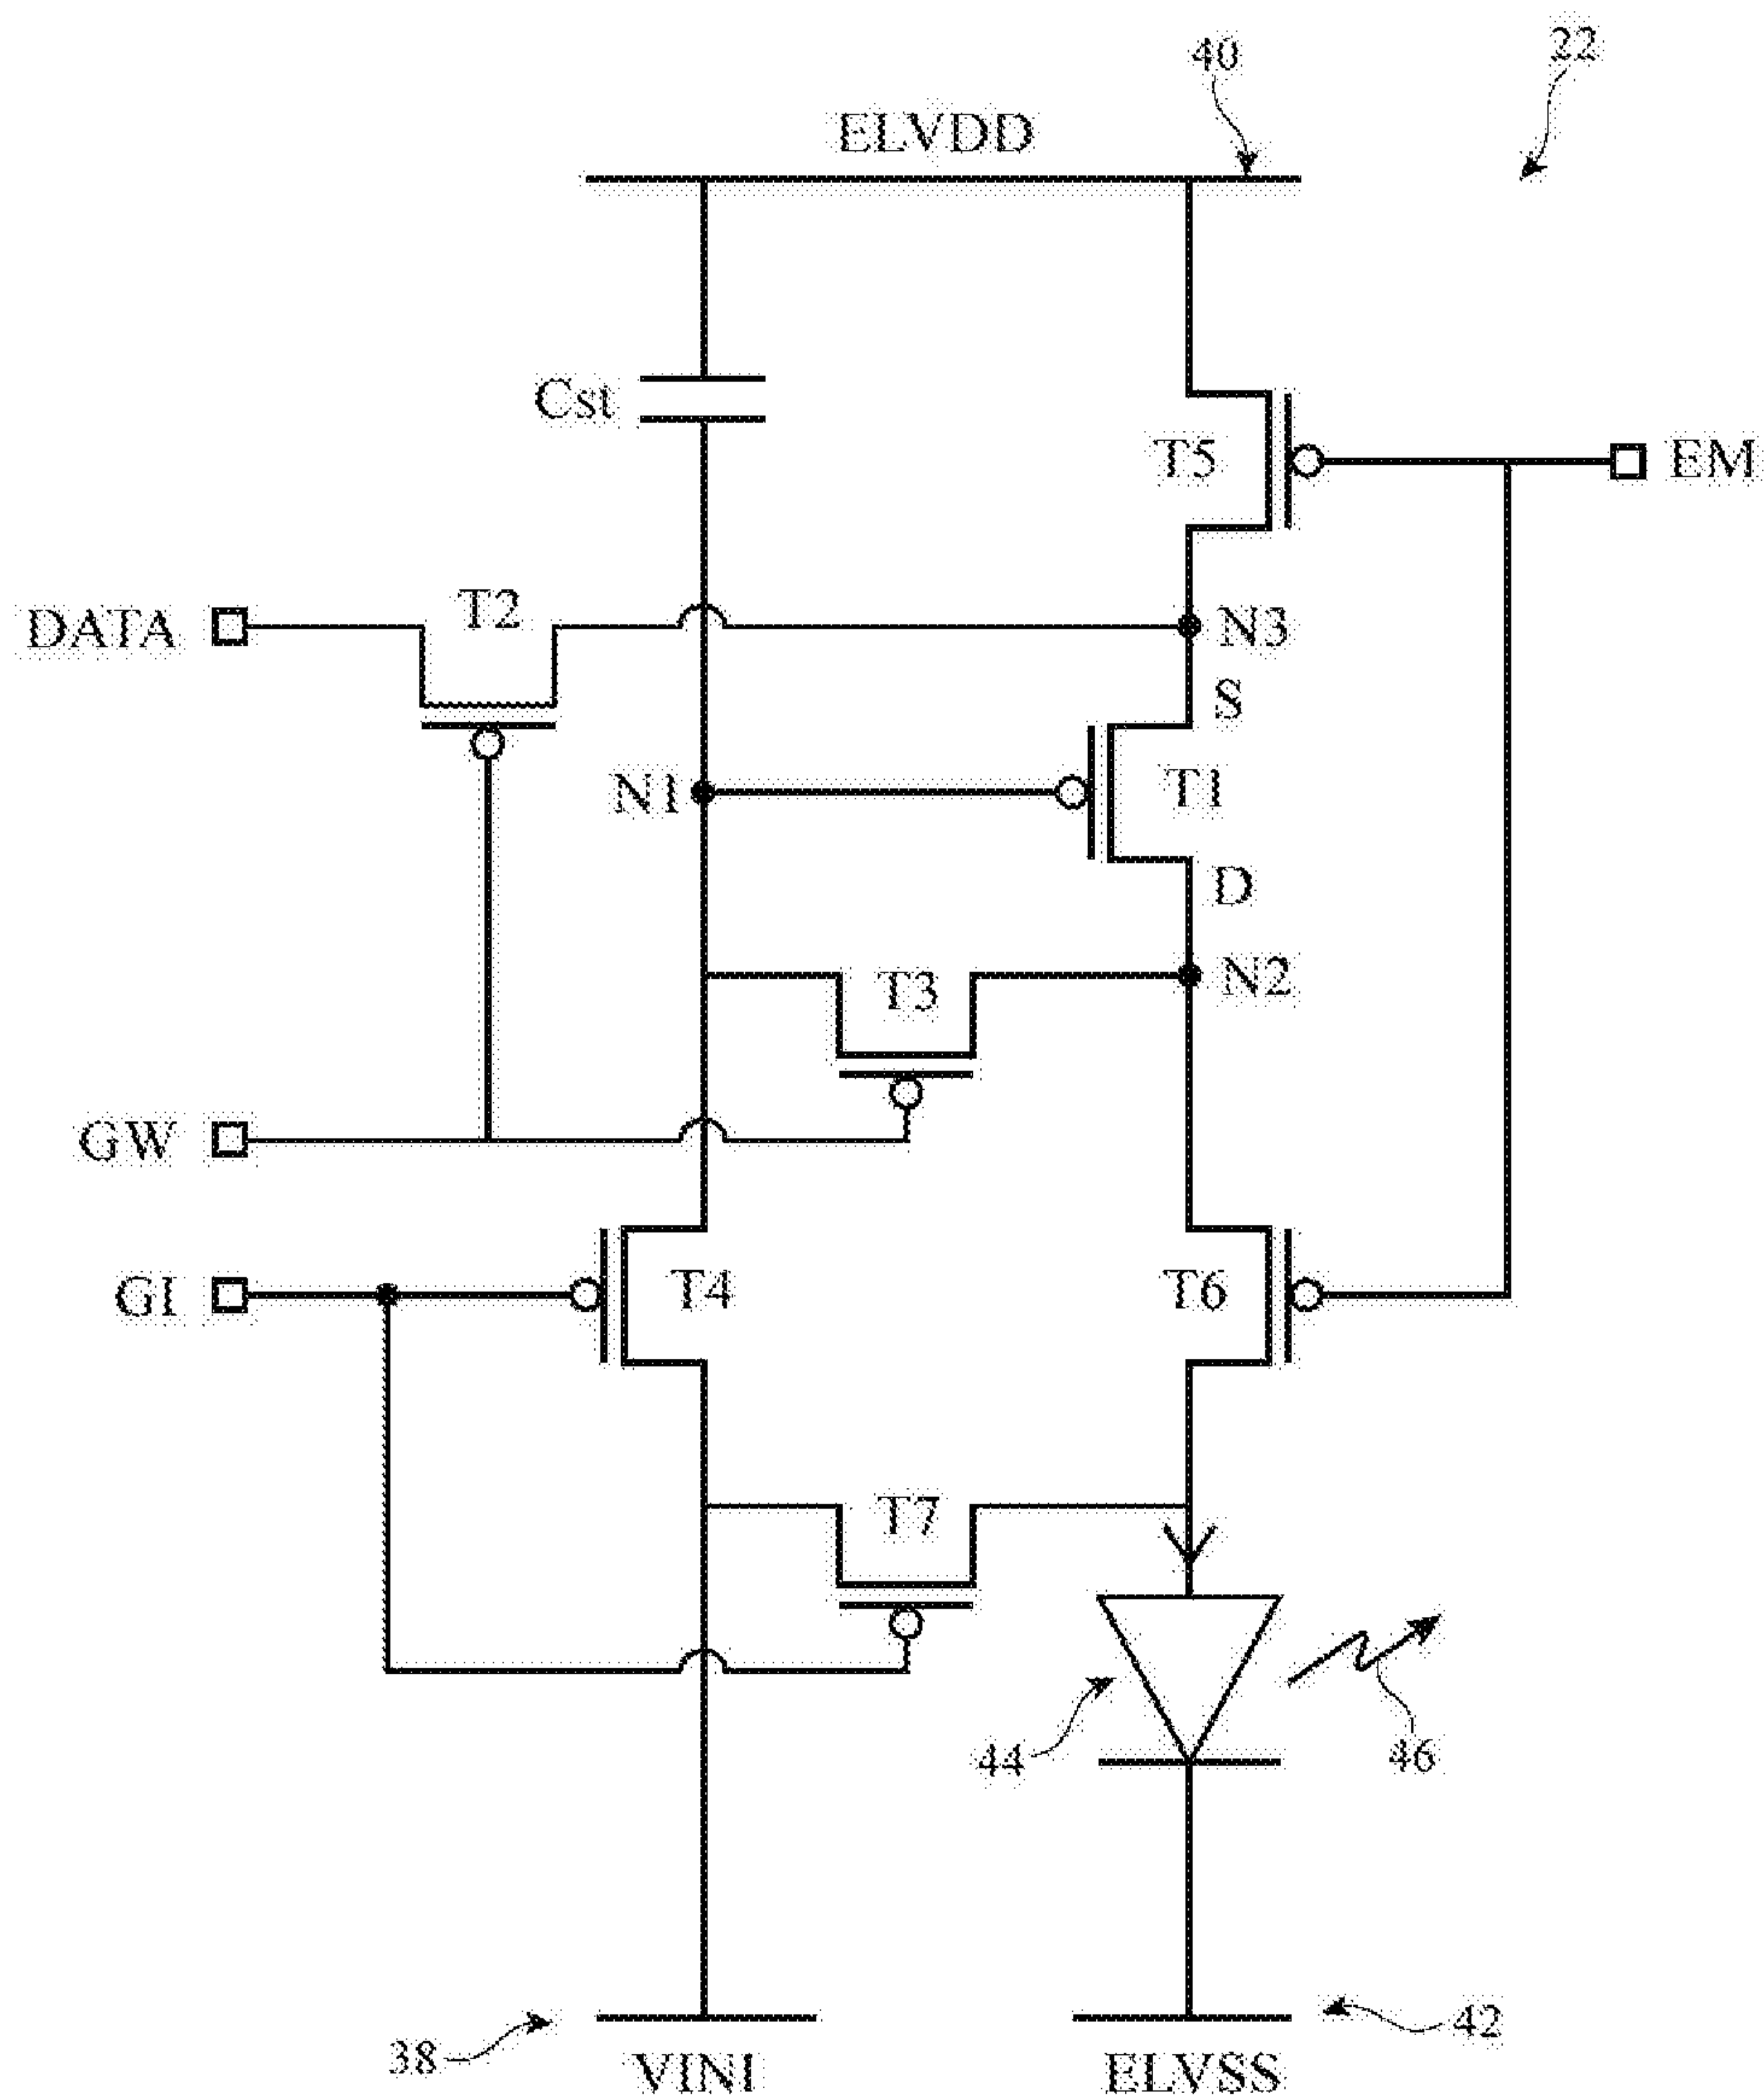 40
22
ELVDD
Cst
T5
EM
T2
DATA
N3
S
N1
T1
D
T3
N2
GW
GI
T4
T6
T7
44
46
38
42
VINI
ELVSS